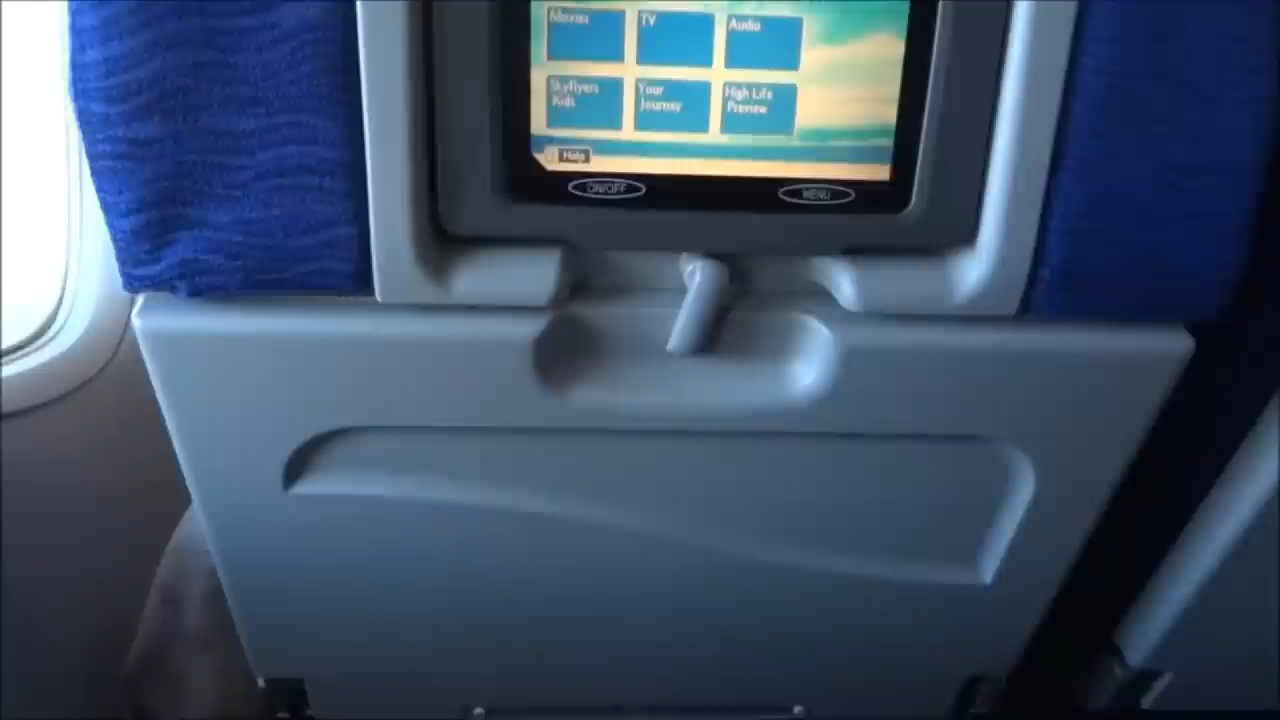 Movies
TV
Audio
Skyflyers
Kids
Your
Journey
High Life
Preview
Help
ON/OFF
MENU